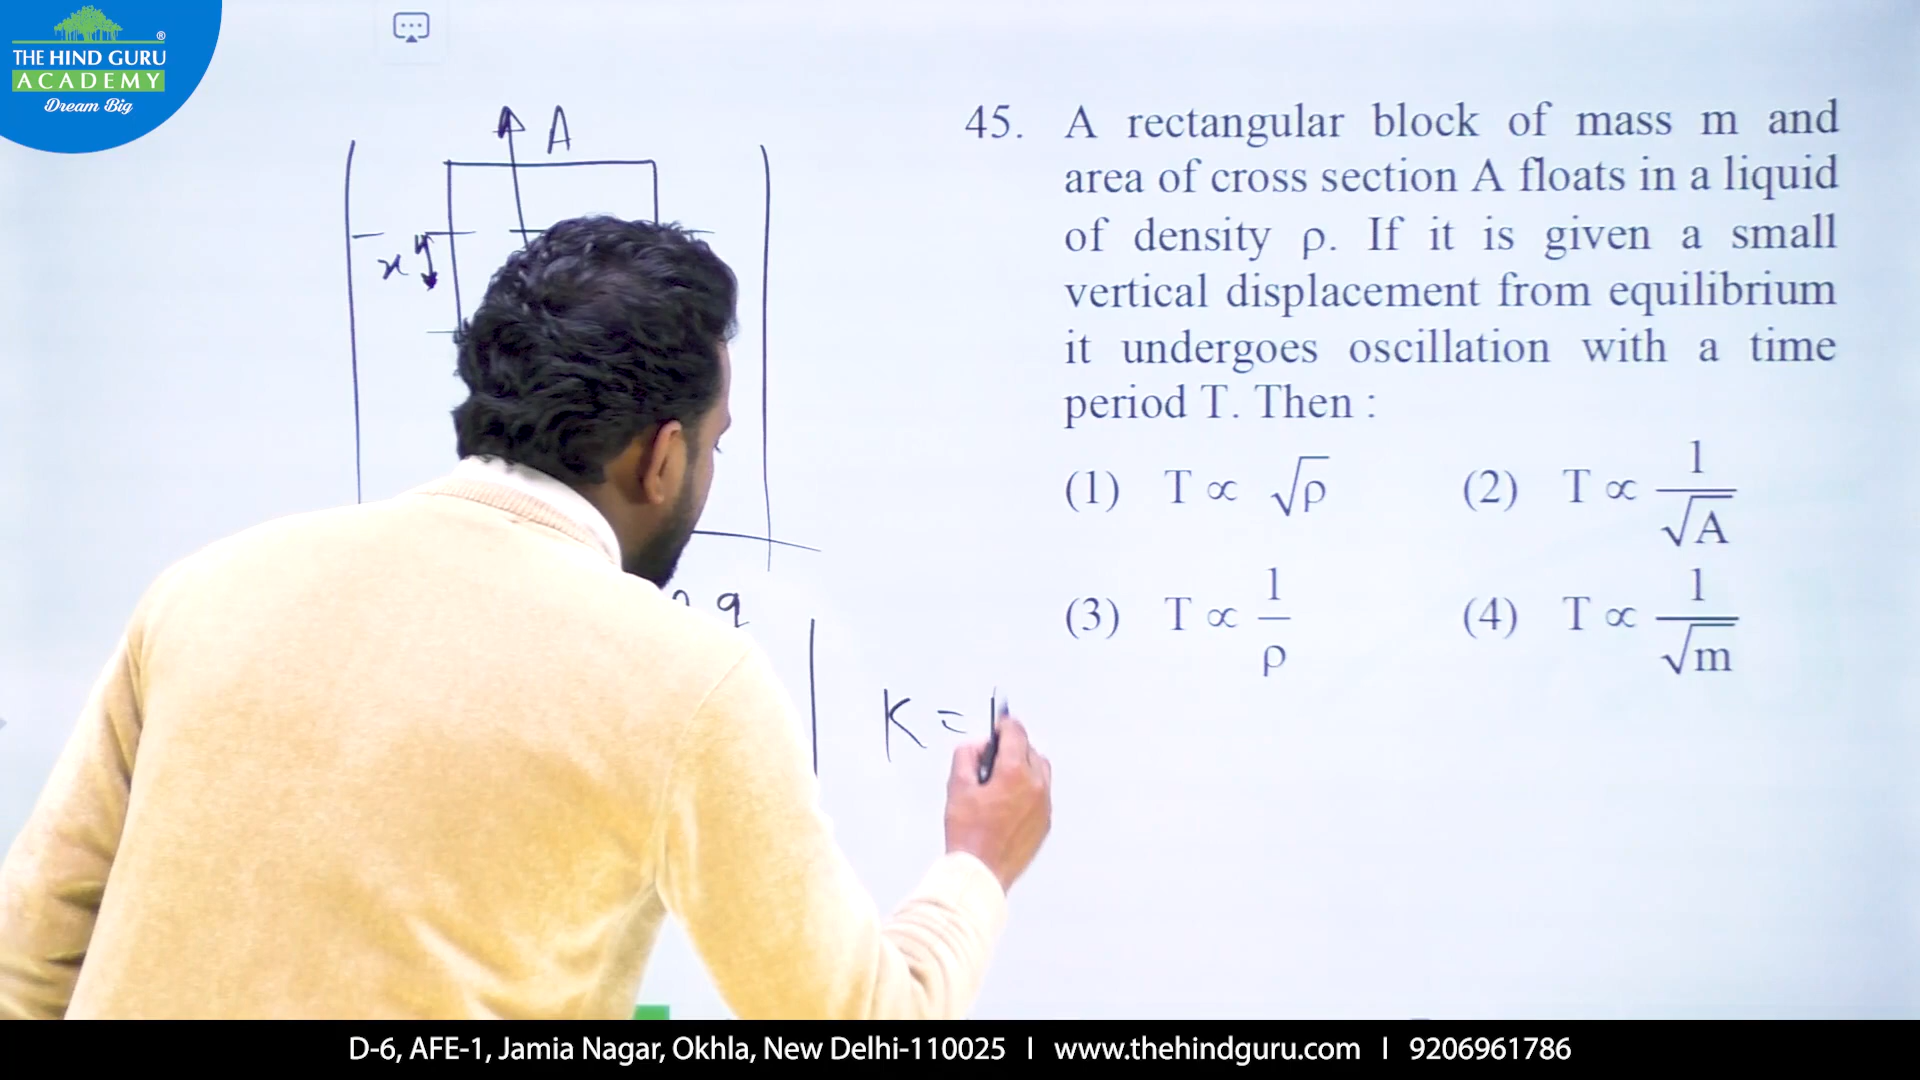 THE HIND GURU
ACADEMY
Dream Big
®
A
x
q
K =
45. A rectangular block of mass m and
area of cross section A floats in a liquid
of density ρ. If it is given a small
vertical displacement from equilibrium
it undergoes oscillation with a time
period T. Then :
(1) T ∝ √ρ (2) T ∝ 1/√A
(3) T ∝ 1/ρ (4) T ∝ 1/√m
D-6, AFE-1, Jamia Nagar, Okhla, New Delhi-110025 | www.thehindguru.com | 9206961786